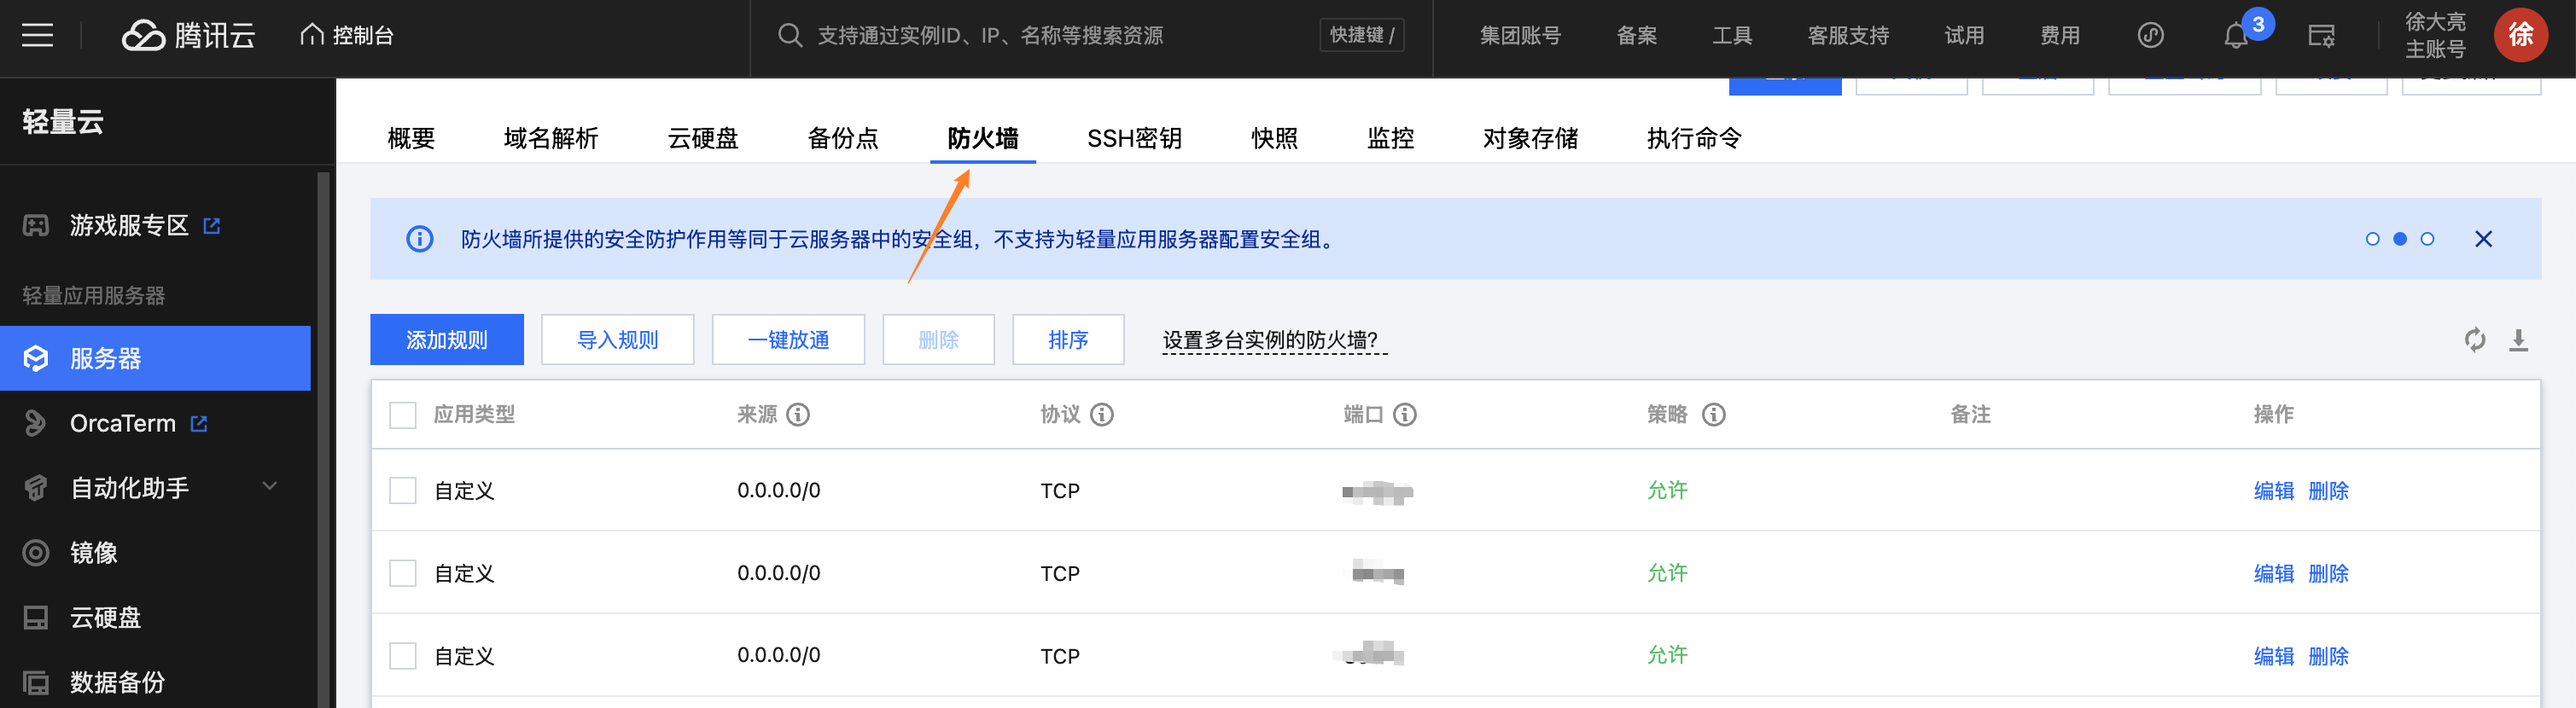 腾讯云
控制台
支持通过实例ID、IP、名称等搜索资源
快捷键 /
集团账号
备案
工具
客服支持
试用
费用
3
徐大亮
主账号
徐
轻量云
游戏服专区
轻量应用服务器
服务器
OrcaTerm
自动化助手
镜像
云硬盘
数据备份
概要
域名解析
云硬盘
备份点
防火墙
SSH密钥
快照
监控
对象存储
执行命令
防火墙所提供的安全防护作用等同于云服务器中的安全组，不支持为轻量应用服务器配置安全组。
添加规则
导入规则
一键放通
删除
排序
设置多台实例的防火墙？
应用类型 来源 协议 端口 策略 备注 操作
自定义 0.0.0.0/0 TCP 允许 编辑 删除
自定义 0.0.0.0/0 TCP 允许 编辑 删除
自定义 0.0.0.0/0 TCP 允许 编辑 删除